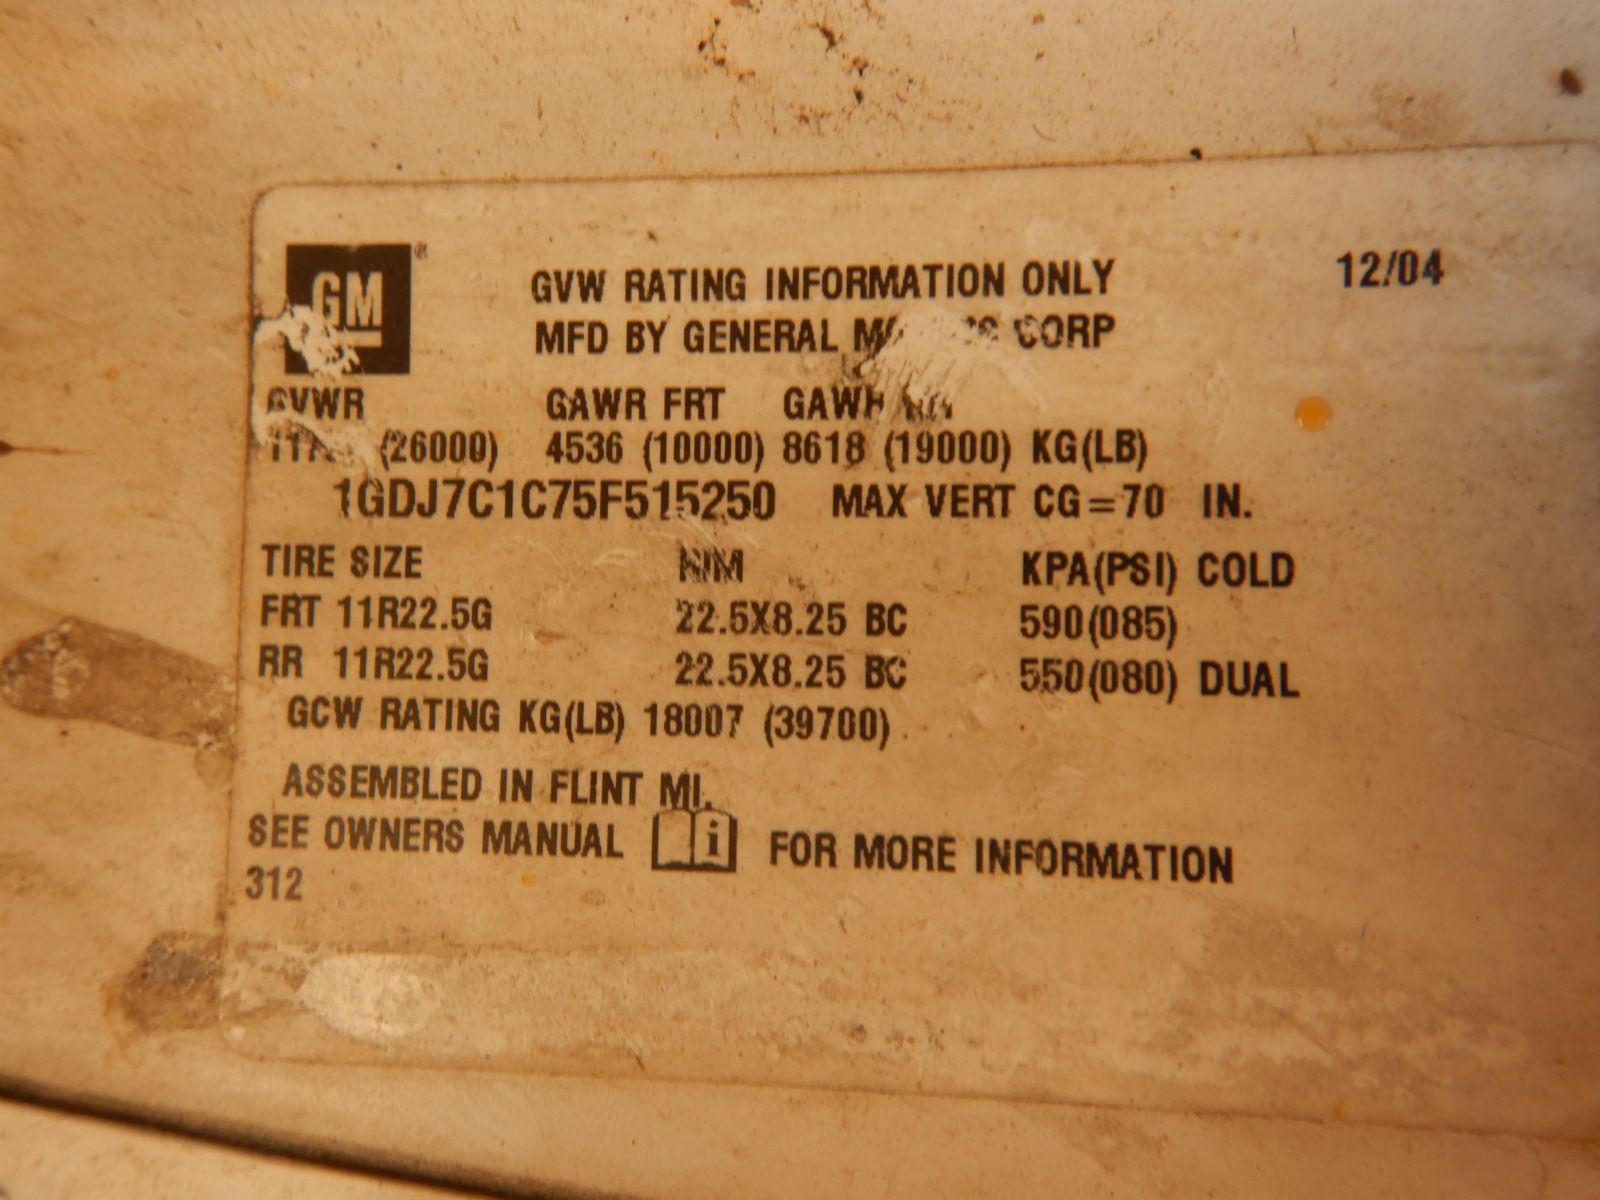 GM®
GVW RATING INFORMATION ONLY 12/04
MFD BY GENERAL CORP
GVWR GAWR FRT GAWR
(26000) 4536 (10000) 8618 (19000) KG(LB)
1GDJ7C1C75F515250 MAX VERT CG=70 IN.
TIRE SIZE RIM KPA(PSI) COLD
FRT 11R22.5G 22.5X8.25 BC 590(085)
RR 11R22.5G 22.5X8.25 BC 550(080) DUAL
GCW RATING KG(LB) 18007 (39700)
ASSEMBLED IN FLINT MI.
SEE OWNERS MANUAL i FOR MORE INFORMATION
312